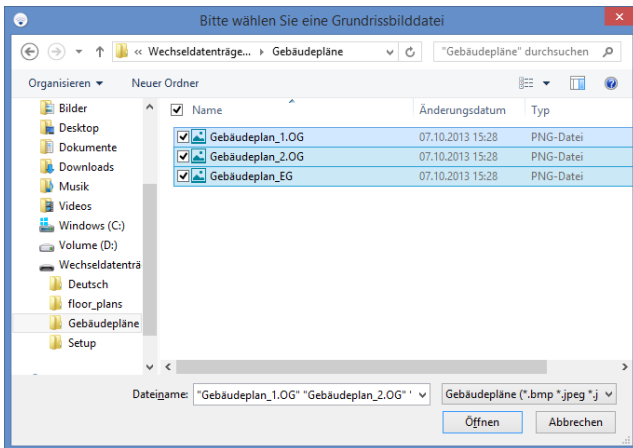 Bitte wählen Sie eine Grundrissbilddatei
« Wechseldatenträge... Gebäudepläne "Gebäudepläne" durchsuchen
Organisieren Neuer Ordner
Name Änderungsdatum Typ
Bilder
Desktop
Dokumente
Downloads
Musik
Videos
Windows (C:)
Volume (D:)
Wechseldatenträ
Deutsch
floor_plans
Gebäudepläne
Setup
Gebäudeplan_1.OG 07.10.2013 15:28 PNG-Datei
Gebäudeplan_2.OG 07.10.2013 15:28 PNG-Datei
Gebäudeplan_EG 07.10.2013 15:28 PNG-Datei
Dateiname: "Gebäudeplan_1.OG" "Gebäudeplan_2.OG" " Gebäudepläne (*.bmp *.jpeg *.j
Öffnen Abbrechen